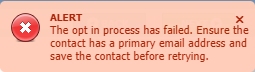 ALERT
The opt in process has failed. Ensure the
contact has a primary email address and
save the contact before retrying.